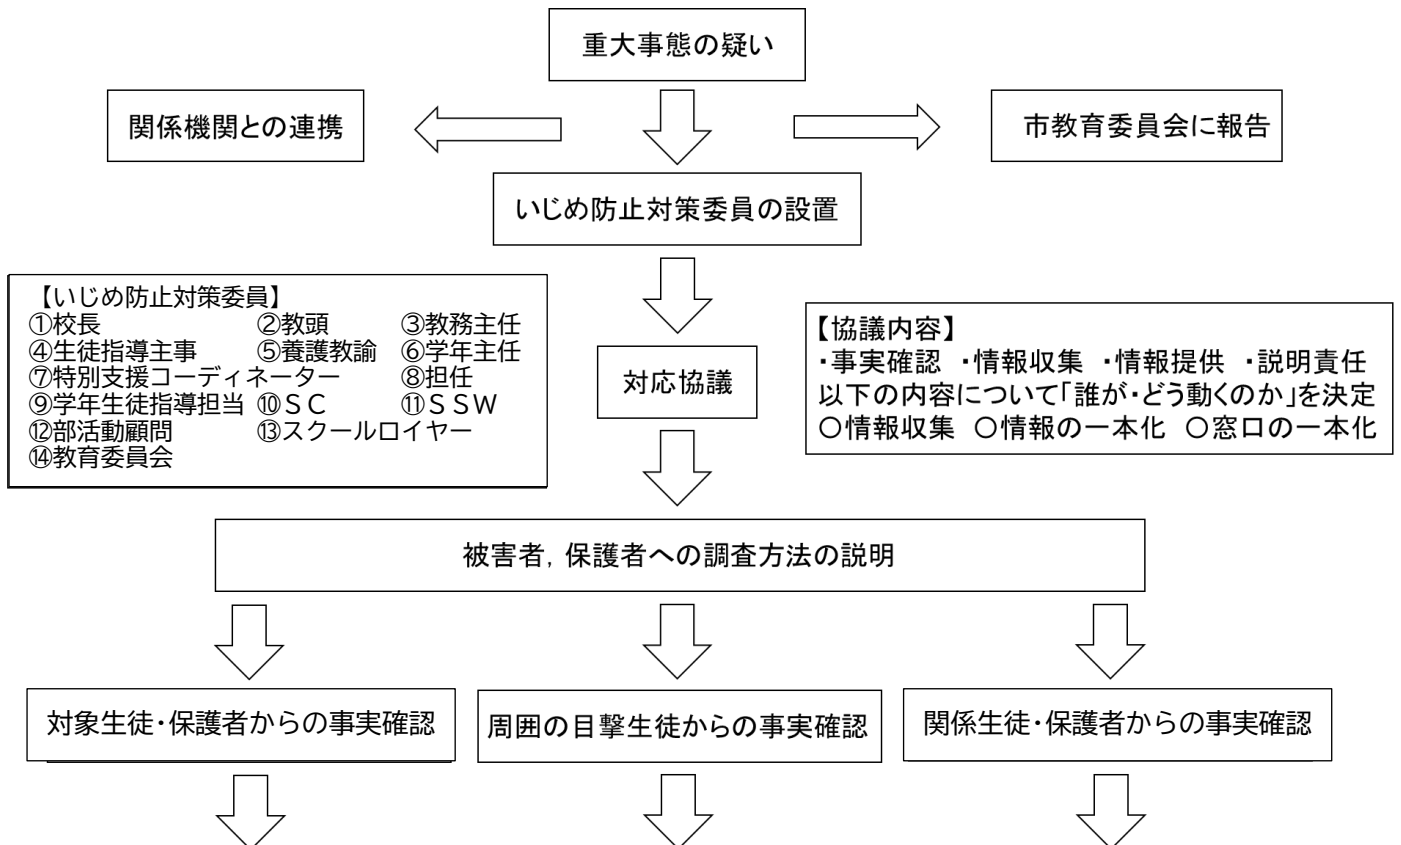 重大事態の疑い
関係機関との連携
市教育委員会に報告
いじめ防止対策委員の設置
【いじめ防止対策委員】
①校長 ②教頭 ③教務主任
④生徒指導主事 ⑤養護教諭 ⑥学年主任
⑦特別支援コーディネーター ⑧担任
⑨学年生徒指導担当 ⑩ＳＣ ⑪ＳＳＷ
⑫部活動顧問 ⑬スクールロイヤー
⑭教育委員会
対応協議
【協議内容】
・事実確認 ・情報収集 ・情報提供 ・説明責任
以下の内容について「誰が・どう動くのか」を決定
〇情報収集 〇情報の一本化 〇窓口の一本化
被害者，保護者への調査方法の説明
対象生徒・保護者からの事実確認
周囲の目撃生徒からの事実確認
関係生徒・保護者からの事実確認